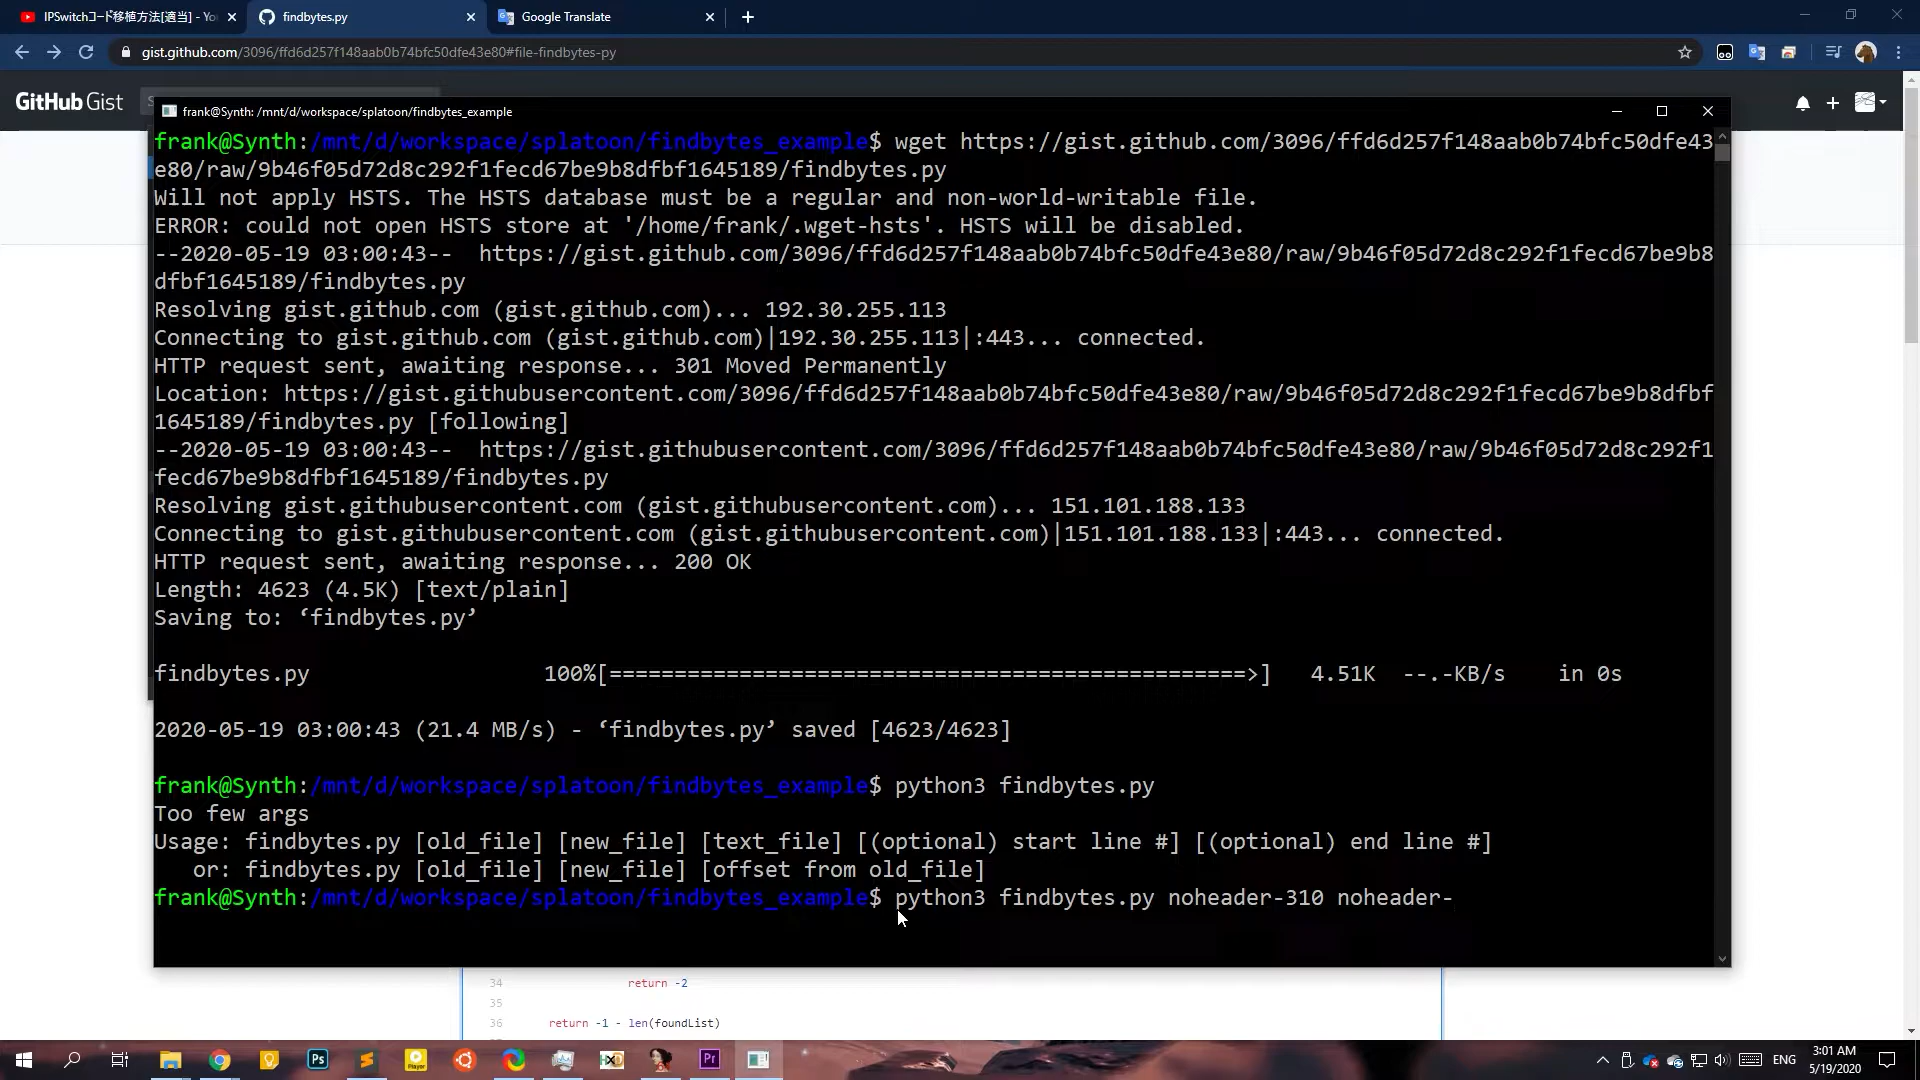 IPSwitchコード移植方法[適当] - Yo
findbytes.py
Google Translate
gist.github.com/3096/ffd6d257f148aab0b74bfc50dfe43e80#file-findbytes-py
GitHub Gist
frank@Synth: /mnt/d/workspace/splatoon/findbytes_example
frank@Synth:/mnt/d/workspace/splatoon/findbytes_example$ wget https://gist.github.com/3096/ffd6d257f148aab0b74bfc50dfe43
e80/raw/9b46f05d72d8c292f1fecd67be9b8dfbf1645189/findbytes.py
Will not apply HSTS. The HSTS database must be a regular and non-world-writable file.
ERROR: could not open HSTS store at '/home/frank/.wget-hsts'. HSTS will be disabled.
--2020-05-19 03:00:43--  https://gist.github.com/3096/ffd6d257f148aab0b74bfc50dfe43e80/raw/9b46f05d72d8c292f1fecd67be9b8
dfbf1645189/findbytes.py
Resolving gist.github.com (gist.github.com)... 192.30.255.113
Connecting to gist.github.com (gist.github.com)|192.30.255.113|:443... connected.
HTTP request sent, awaiting response... 301 Moved Permanently
Location: https://gist.githubusercontent.com/3096/ffd6d257f148aab0b74bfc50dfe43e80/raw/9b46f05d72d8c292f1fecd67be9b8dfbf
1645189/findbytes.py [following]
--2020-05-19 03:00:43--  https://gist.githubusercontent.com/3096/ffd6d257f148aab0b74bfc50dfe43e80/raw/9b46f05d72d8c292f1
fecd67be9b8dfbf1645189/findbytes.py
Resolving gist.githubusercontent.com (gist.githubusercontent.com)... 151.101.188.133
Connecting to gist.githubusercontent.com (gist.githubusercontent.com)|151.101.188.133|:443... connected.
HTTP request sent, awaiting response... 200 OK
Length: 4623 (4.5K) [text/plain]
Saving to: ‘findbytes.py’
findbytes.py                  100%[=================================================>]   4.51K  --.-KB/s    in 0s
2020-05-19 03:00:43 (21.4 MB/s) - ‘findbytes.py’ saved [4623/4623]
frank@Synth:/mnt/d/workspace/splatoon/findbytes_example$ python3 findbytes.py
Too few args
Usage: findbytes.py [old_file] [new_file] [text_file] [(optional) start line #] [(optional) end line #]
   or: findbytes.py [old_file] [new_file] [offset from old_file]
frank@Synth:/mnt/d/workspace/splatoon/findbytes_example$ python3 findbytes.py noheader-310 noheader-
34 return -2
35
36 return -1 - len(foundList)
Ps
Player
HXD
Pr
ENG
3:01 AM
5/19/2020